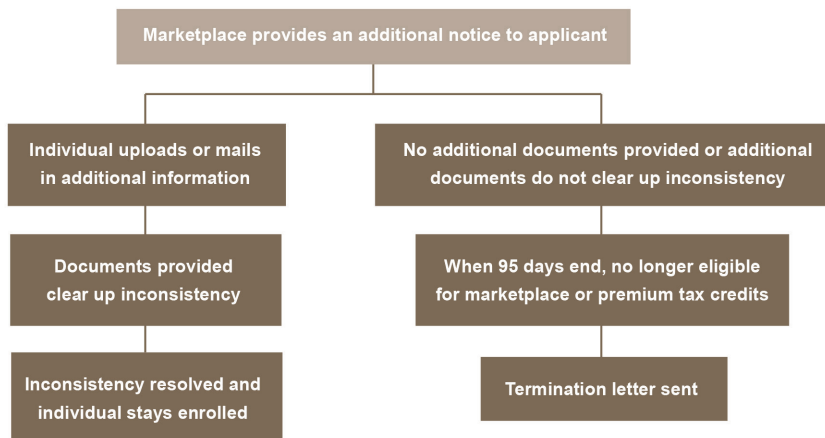 Marketplace provides an additional notice to applicant
Individual uploads or mails
in additional information
No additional documents provided or additional
documents do not clear up inconsistency
Documents provided
clear up inconsistency
When 95 days end, no longer eligible
for marketplace or premium tax credits
Inconsistency resolved and
individual stays enrolled
Termination letter sent